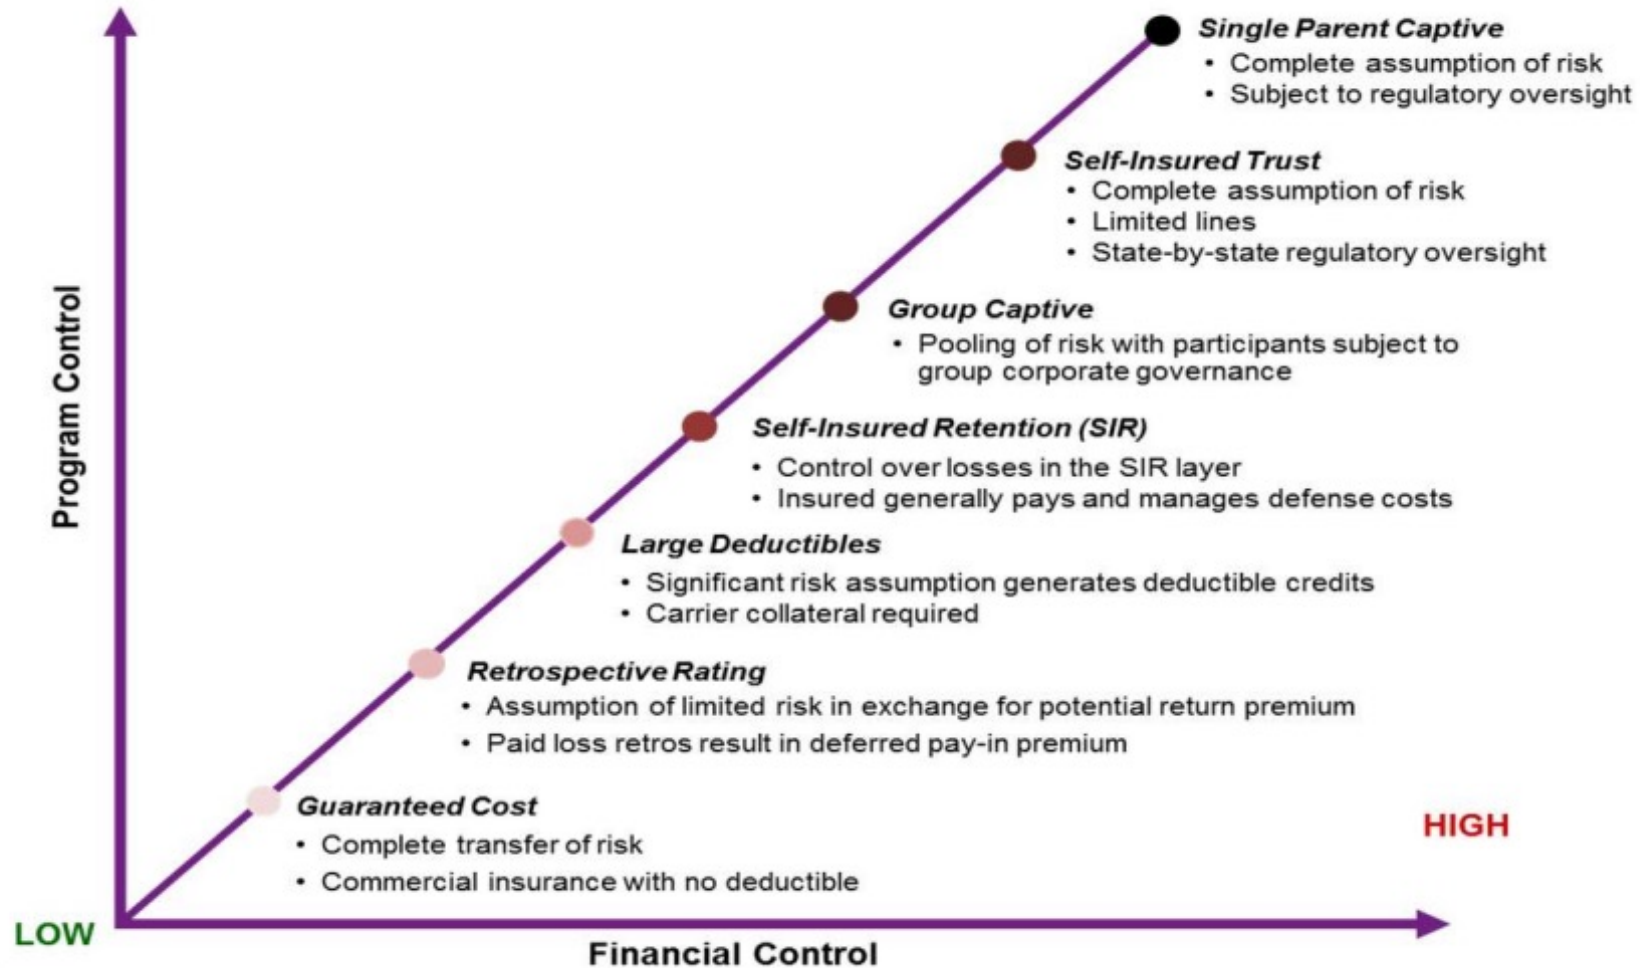 Single Parent Captive
• Complete assumption of risk
• Subject to regulatory oversight
Self-Insured Trust
• Complete assumption of risk
• Limited lines
• State-by-state regulatory oversight
Group Captive
• Pooling of risk with participants subject to
group corporate governance
Self-Insured Retention (SIR)
• Control over losses in the SIR layer
• Insured generally pays and manages defense costs
Large Deductibles
• Significant risk assumption generates deductible credits
• Carrier collateral required
Retrospective Rating
• Assumption of limited risk in exchange for potential return premium
• Paid loss retros result in deferred pay-in premium
Guaranteed Cost
• Complete transfer of risk
• Commercial insurance with no deductible
Program Control
HIGH
LOW
Financial Control